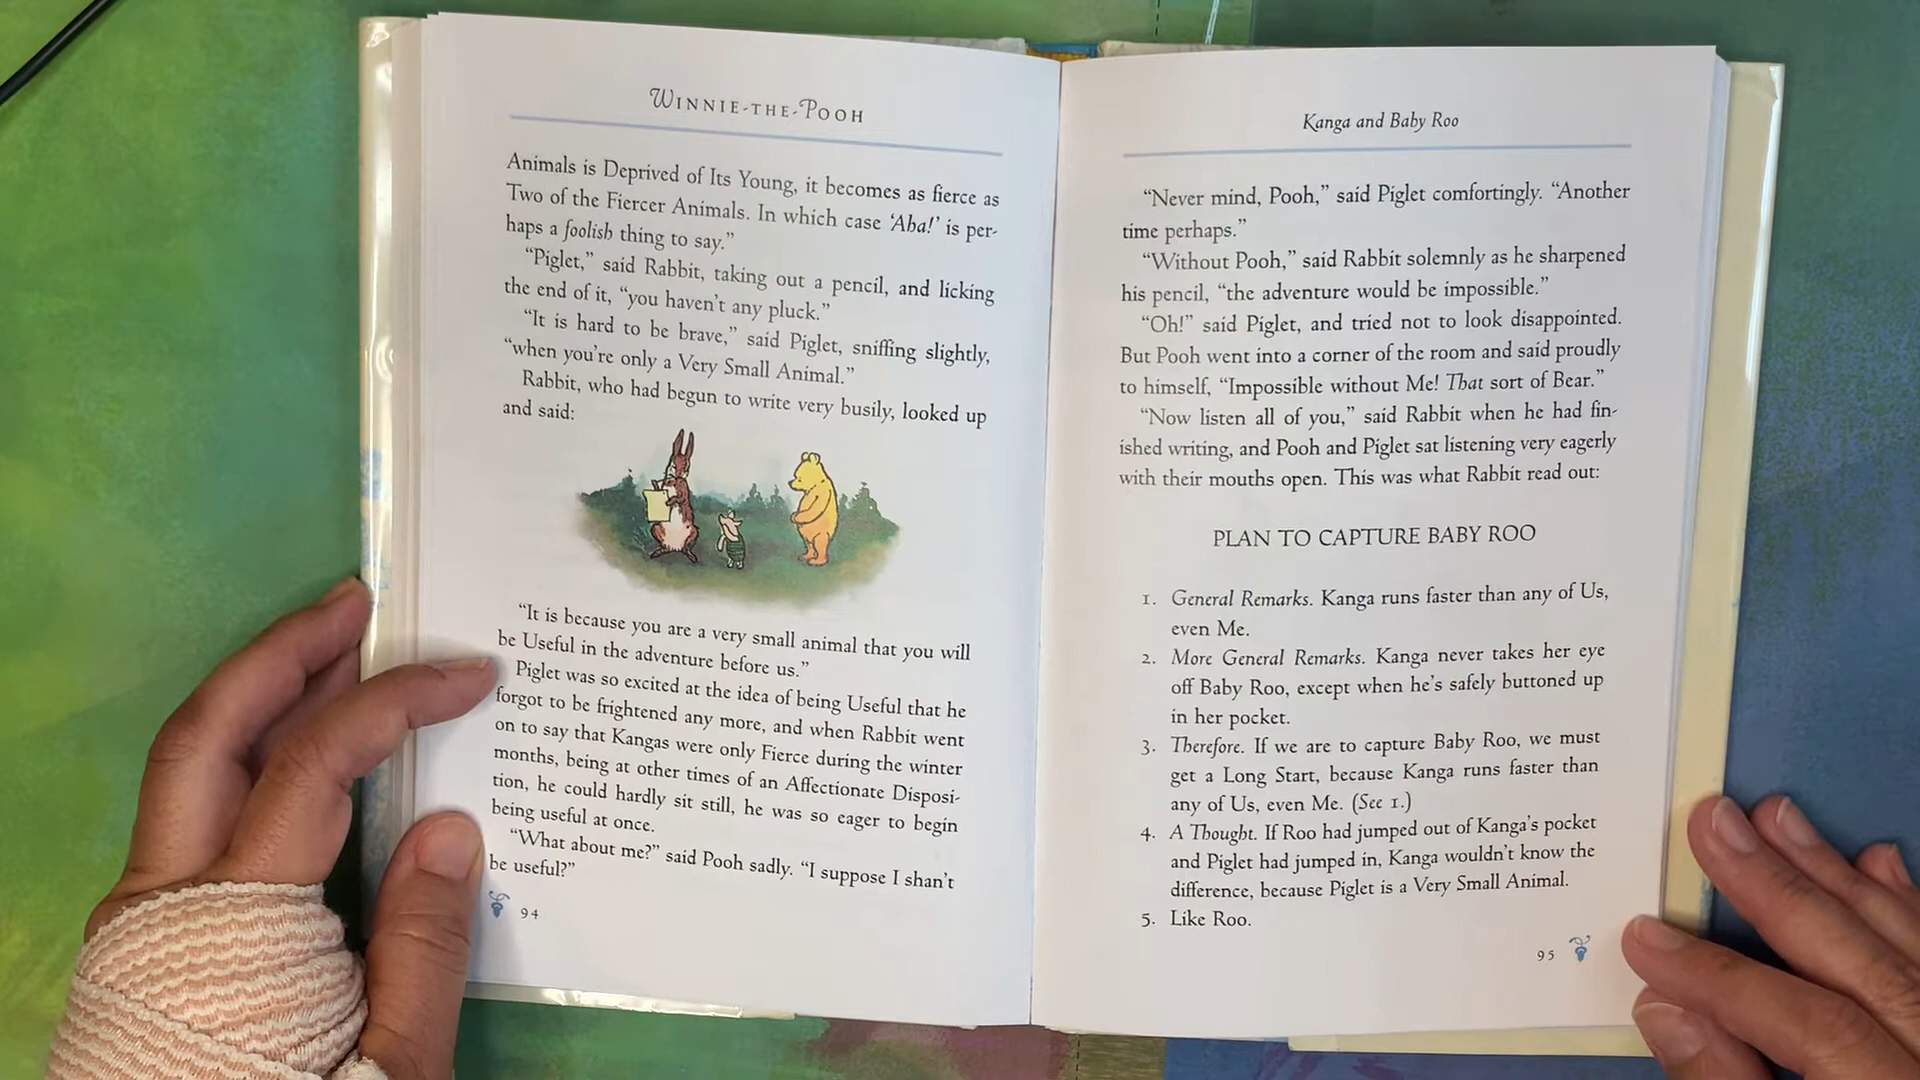 WINNIE-THE-POOH
Animals is Deprived of Its Young, it becomes as fierce as
Two of the Fiercer Animals. In which case ‘Aha!’ is per-
haps a foolish thing to say.”
“Piglet,” said Rabbit, taking out a pencil, and licking
the end of it, “you haven’t any pluck.”
“It is hard to be brave,” said Piglet, sniffing slightly,
“when you’re only a Very Small Animal.”
Rabbit, who had begun to write very busily, looked up
and said:
“It is because you are a very small animal that you will
be Useful in the adventure before us.”
Piglet was so excited at the idea of being Useful that he
forgot to be frightened any more, and when Rabbit went
on to say that Kangas were only Fierce during the winter
months, being at other times of an Affectionate Disposi-
tion, he could hardly sit still, he was so eager to begin
being useful at once.
“What about me?” said Pooh sadly. “I suppose I shan’t
be useful?”
94
Kanga and Baby Roo
“Never mind, Pooh,” said Piglet comfortingly. “Another
time perhaps.”
“Without Pooh,” said Rabbit solemnly as he sharpened
his pencil, “the adventure would be impossible.”
“Oh!” said Piglet, and tried not to look disappointed.
But Pooh went into a corner of the room and said proudly
to himself, “Impossible without Me! That sort of Bear.”
“Now listen all of you,” said Rabbit when he had fin-
ished writing, and Pooh and Piglet sat listening very eagerly
with their mouths open. This was what Rabbit read out:
PLAN TO CAPTURE BABY ROO
1. General Remarks. Kanga runs faster than any of Us,
even Me.
2. More General Remarks. Kanga never takes her eye
off Baby Roo, except when he’s safely buttoned up
in her pocket.
3. Therefore. If we are to capture Baby Roo, we must
get a Long Start, because Kanga runs faster than
any of Us, even Me. (See 1.)
4. A Thought. If Roo had jumped out of Kanga’s pocket
and Piglet had jumped in, Kanga wouldn’t know the
difference, because Piglet is a Very Small Animal.
5. Like Roo.
95